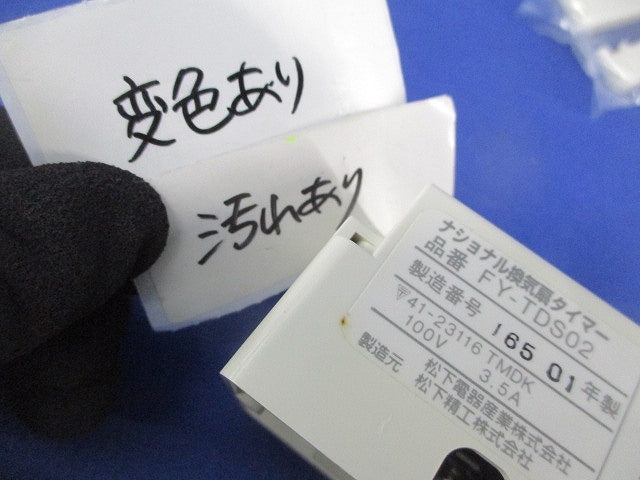 変色あり
汚れあり
ナショナル換気扇タイマー
品番 FY-TDS02
製造番号 165 01年製
〒41-23116 TMDK
100V 3.5A
製造元 松下電器産業株式会社
松下精工株式会社